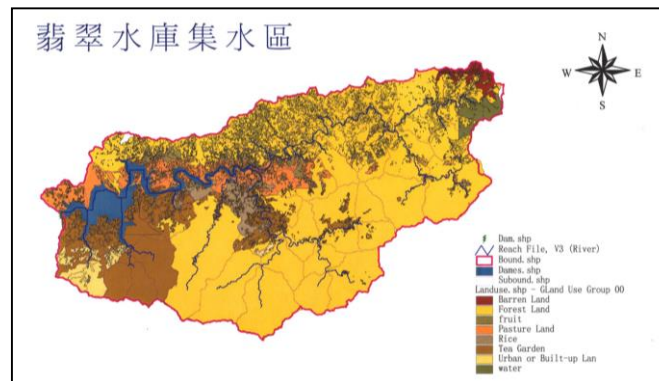 翡翠水庫集水區
N
W E
S
Dam.shp
Reach File, V3 (River)
Bound.shp
Dames.shp
Subound.shp
Landuse.shp - GLand Use Group 00
Barren Land
Forest Land
fruit
Pasture Land
Rice
Tea Garden
Urban or Built-up Lan
water